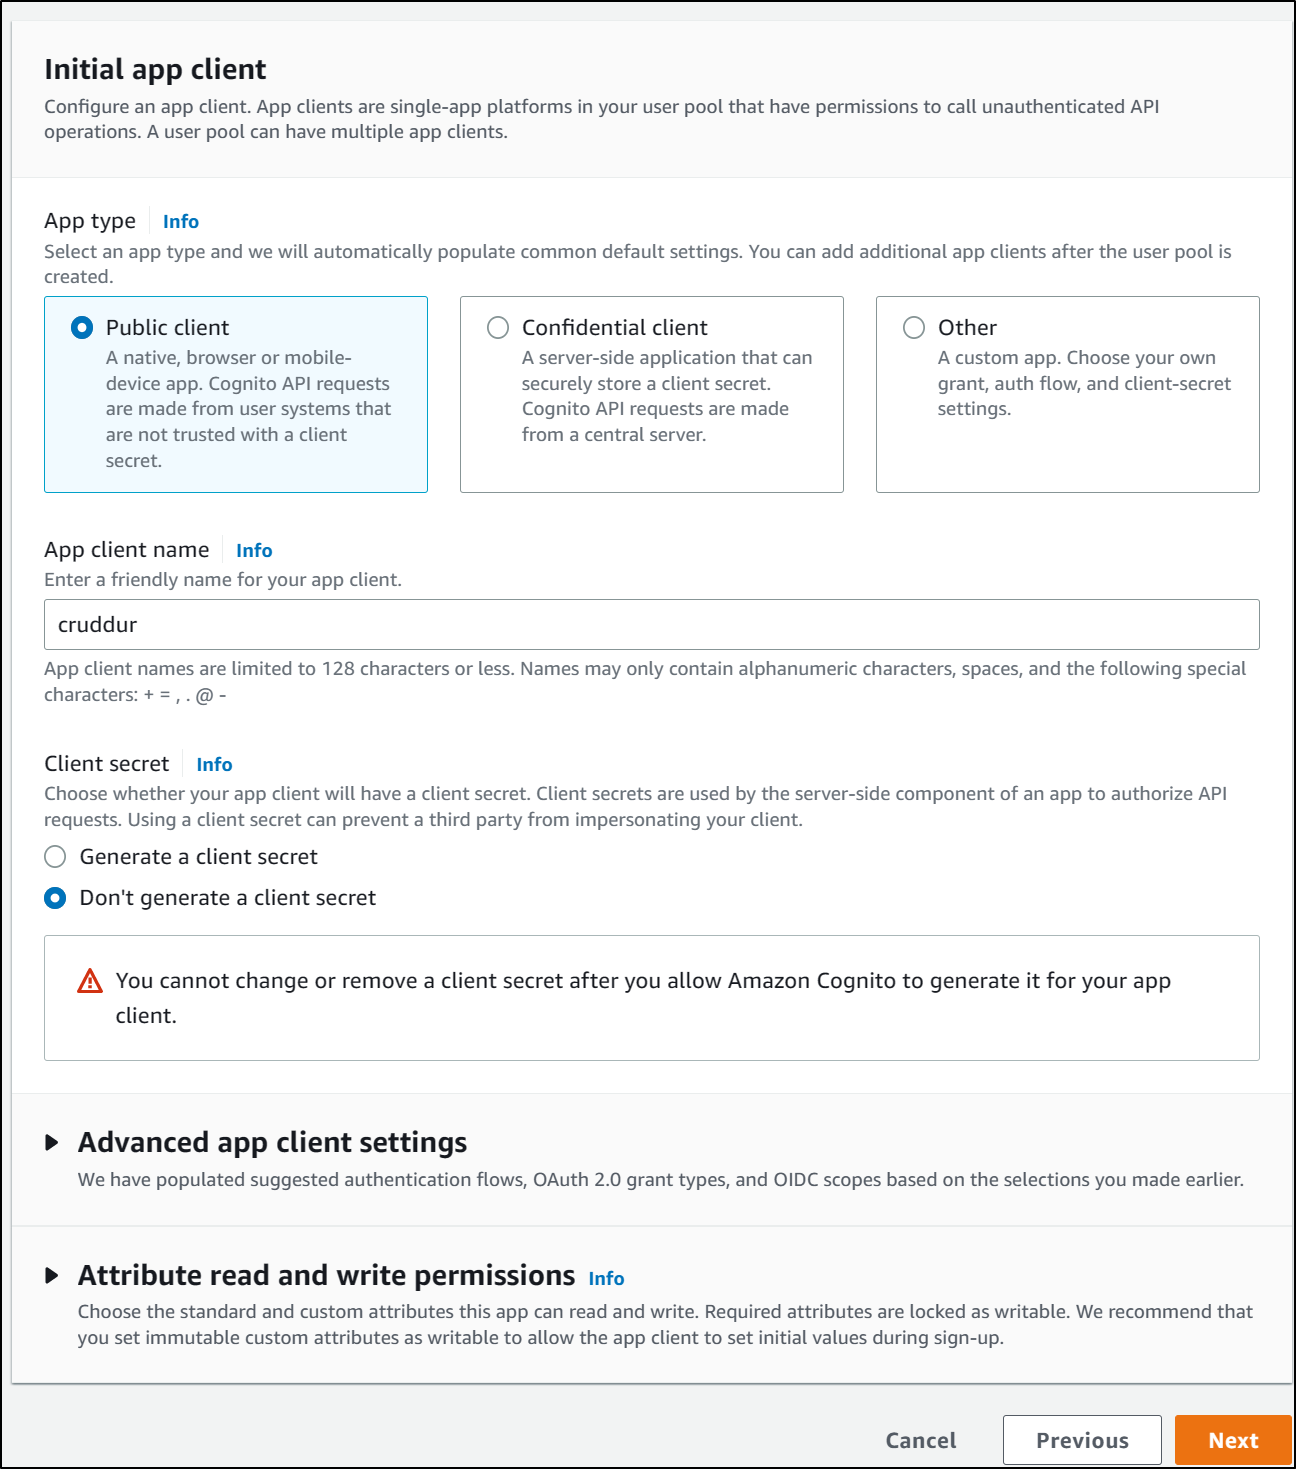 Initial app client
Configure an app client. App clients are single-app platforms in your user pool that have permissions to call unauthenticated API
operations. A user pool can have multiple app clients.
App type Info
Select an app type and we will automatically populate common default settings. You can add additional app clients after the user pool is
created.
Public client
A native, browser or mobile-
device app. Cognito API requests
are made from user systems that
are not trusted with a client
secret.
Confidential client
A server-side application that can
securely store a client secret.
Cognito API requests are made
from a central server.
Other
A custom app. Choose your own
grant, auth flow, and client-secret
settings.
App client name Info
Enter a friendly name for your app client.
cruddur
App client names are limited to 128 characters or less. Names may only contain alphanumeric characters, spaces, and the following special
characters: + = , . @ -
Client secret Info
Choose whether your app client will have a client secret. Client secrets are used by the server-side component of an app to authorize API
requests. Using a client secret can prevent a third party from impersonating your client.
Generate a client secret
Don't generate a client secret
You cannot change or remove a client secret after you allow Amazon Cognito to generate it for your app
client.
Advanced app client settings
We have populated suggested authentication flows, OAuth 2.0 grant types, and OIDC scopes based on the selections you made earlier.
Attribute read and write permissions Info
Choose the standard and custom attributes this app can read and write. Required attributes are locked as writable. We recommend that
you set immutable custom attributes as writable to allow the app client to set initial values during sign-up.
Cancel Previous Next